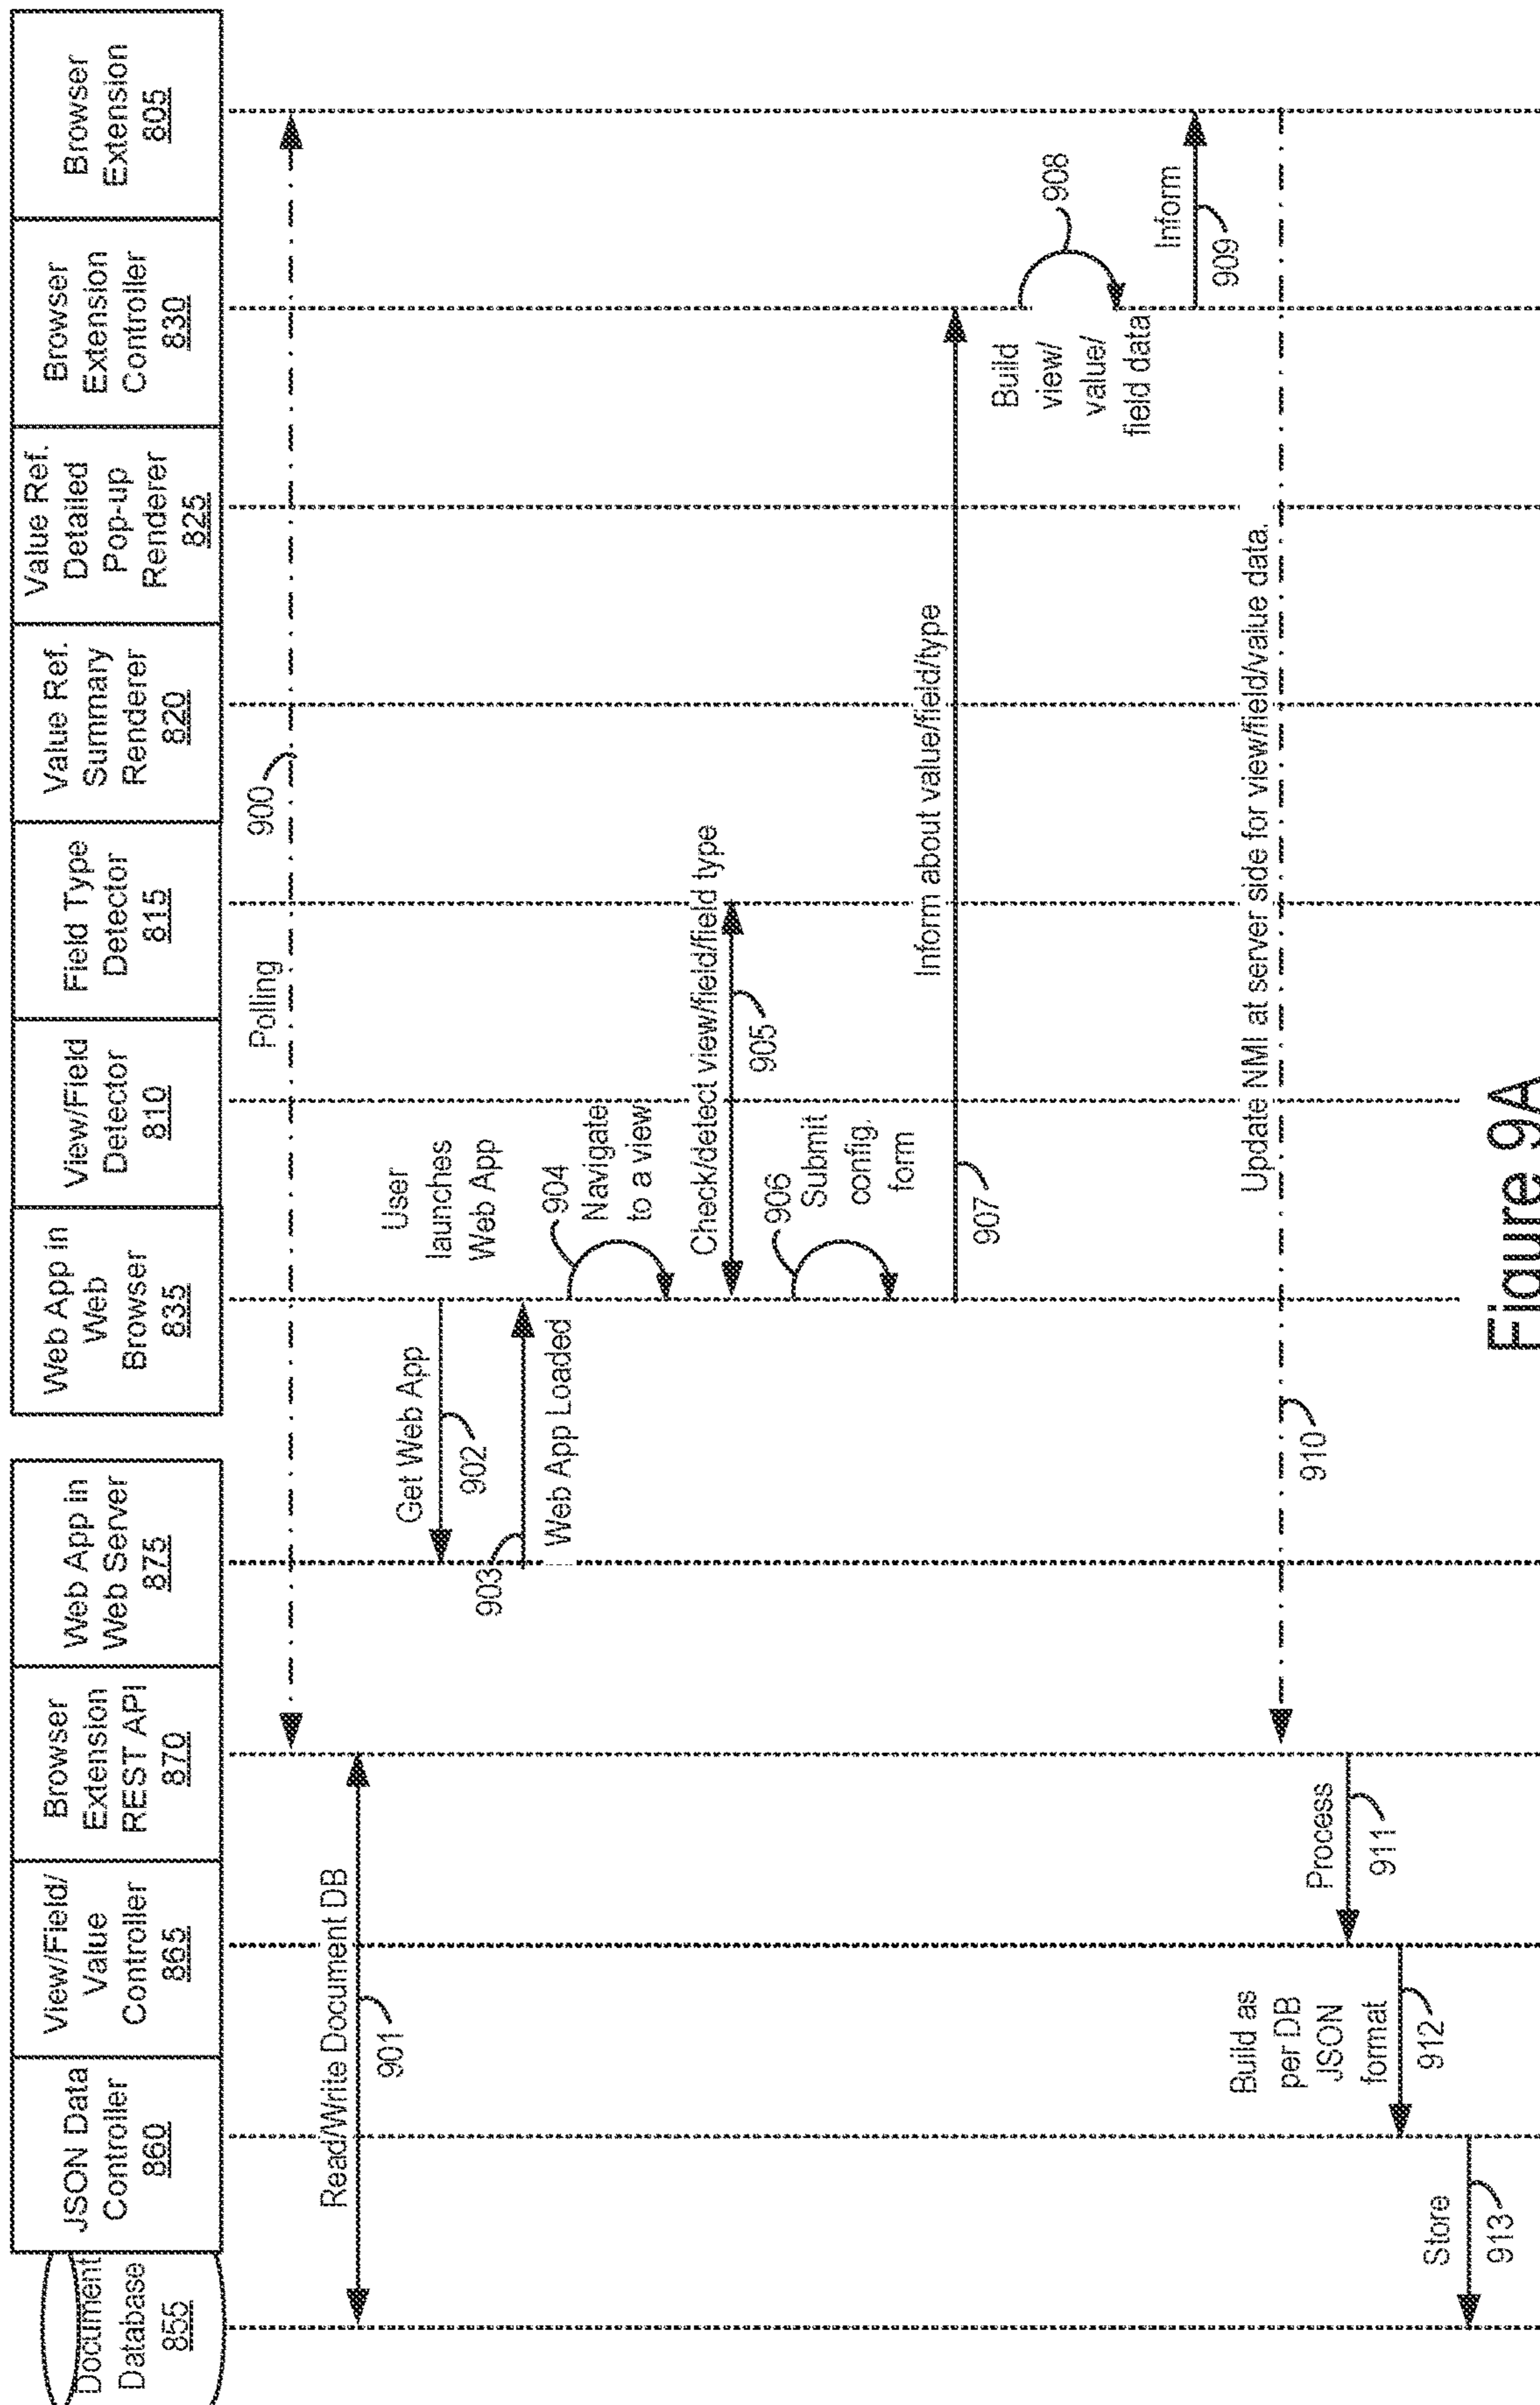 Document
Database
855
JSON Data
Controller
860
View/Field/
Value
Controller
865
Browser
Extension
REST API
870
Web App in
Web Server
875
Web App in
Web
Browser
835
View/Field
Detector
810
Field Type
Detector
815
Value Ref.
Summary
Renderer
820
Value Ref.
Detailed
Pop-up
Renderer
825
Browser
Extension
Controller
830
Browser
Extension
805
Polling
900
Read/Write Document DB
901
Get Web App
902
User
launches
Web App
903
Web App Loaded
904
Navigate
to a view
Check/detect view/field/field type
905
906
Submit
config.
form
Inform about value/field/type
907
Build
view/
value/
field data
908
Inform
909
Update NMI at server side for view/field/value data.
910
Process
911
Build as
per DB
JSON
format
912
Store
913
Figure 9A